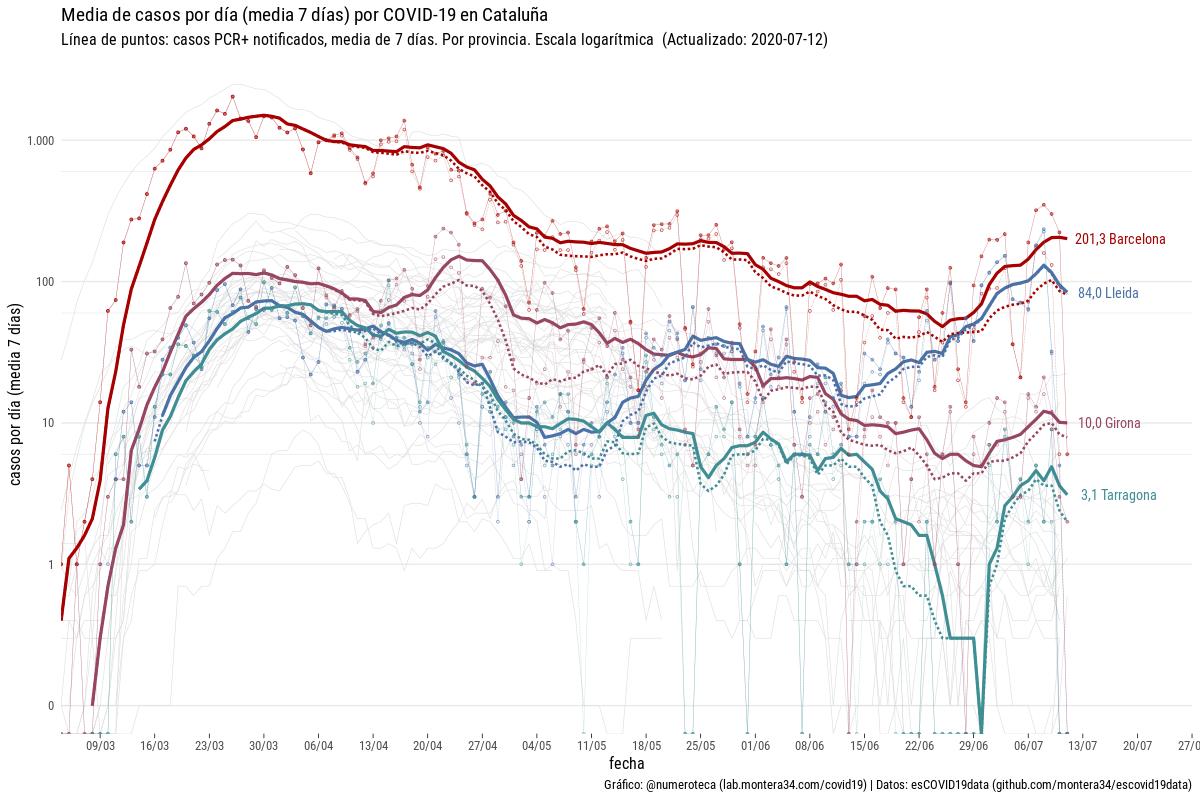 Media de casos por día (media 7 días) por COVID-19 en Cataluña
Línea de puntos: casos PCR+ notificados, media de 7 días. Por provincia. Escala logarítmica (Actualizado: 2020-07-12)
casos por día (media 7 días)
1.000
100
10
1
0
201,3 Barcelona
84,0 Lleida
10,0 Girona
3,1 Tarragona
09/03 16/03 23/03 30/03 06/04 13/04 20/04 27/04 04/05 11/05 18/05 25/05 01/06 08/06 15/06 22/06 29/06 06/07 13/07 20/07 27/0
fecha
Gráfico: @numeroteca (lab.montera34.com/covid19) | Datos: esCOVID19data (github.com/montera34/escovid19data)